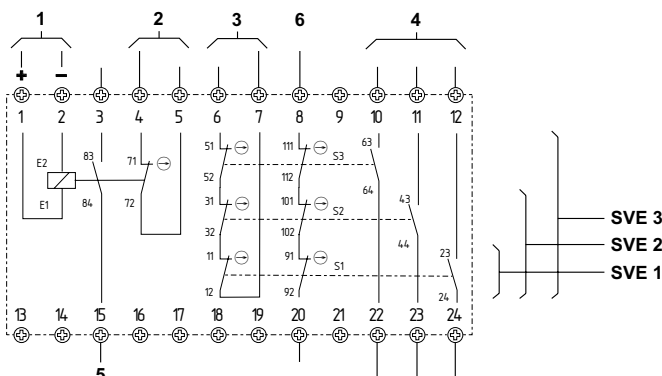 1 2 3 6 4
+ −
1 2 3 4 5 6 7 8 9 10 11 12
51 111 63
E2 83 71 S3
52 112 64
31 101 43
E1 84 72 S2
32 102 44
11 91 23
S1
12 92 24
SVE 3
SVE 2
SVE 1
13 14 15 16 17 18 19 20 21 22 23 24
5